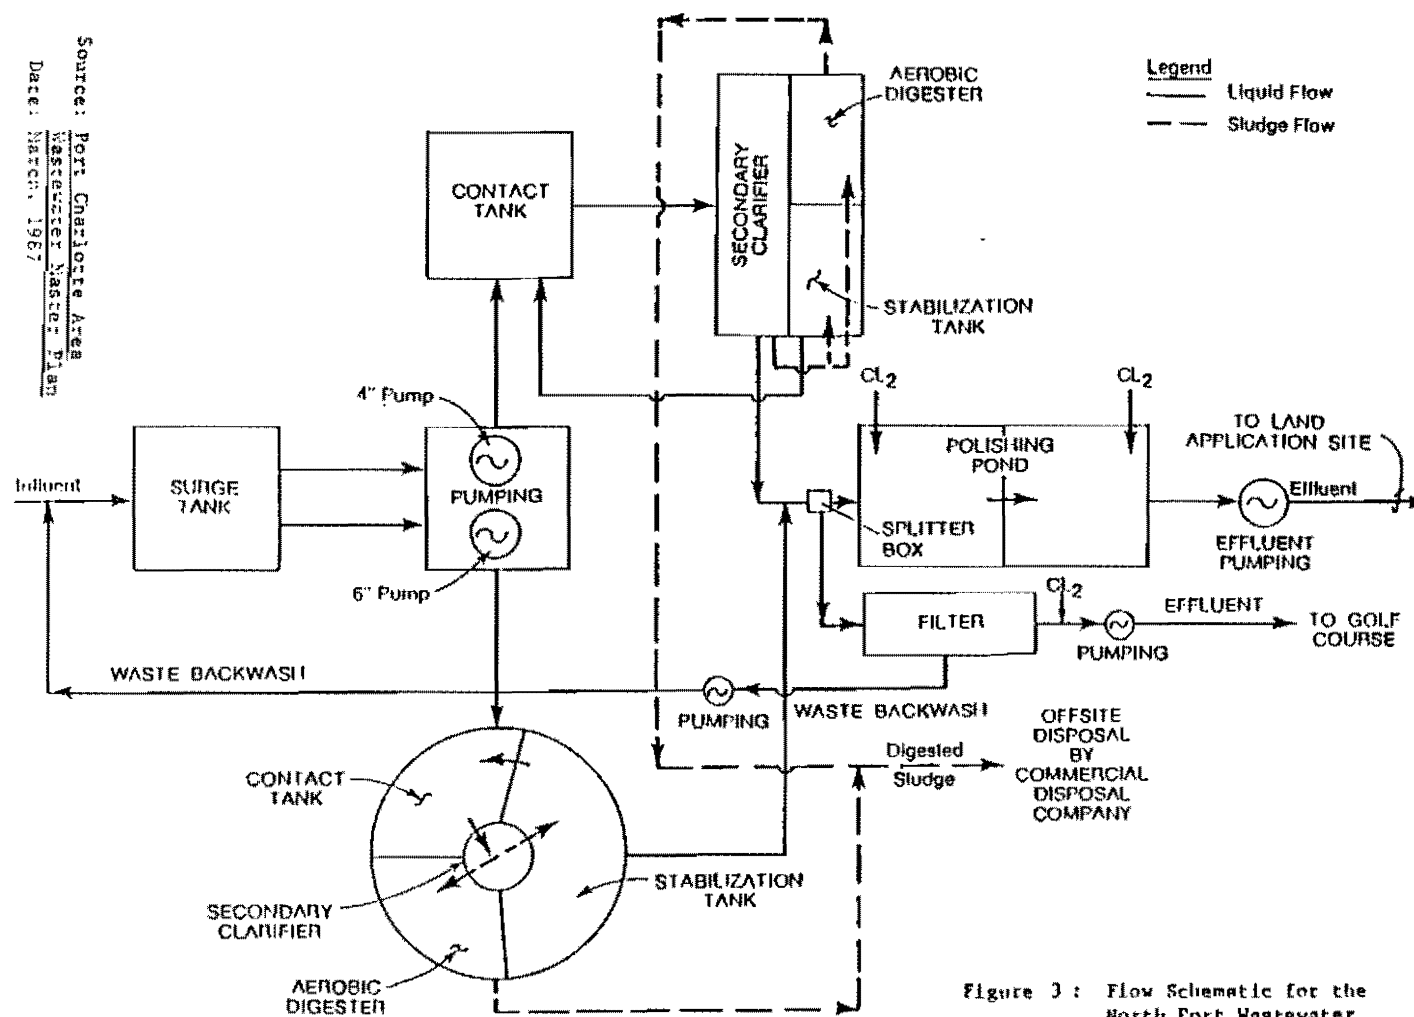 Source: Port Charlotte Area
Wastewater Master Plan
Date: March, 1987
Legend
Liquid Flow
Sludge Flow
AEROBIC
DIGESTER
CONTACT
TANK
SECONDARY
CLARIFIER
STABILIZATION
TANK
4" Pump
CL2
CL2
TO LAND
APPLICATION SITE
Influent
SURGE
TANK
PUMPING
6" Pump
POLISHING
POND
SPLITTER
BOX
Effluent
EFFLUENT
PUMPING
FILTER
CL2
EFFLUENT
PUMPING
TO GOLF
COURSE
WASTE BACKWASH
PUMPING
WASTE BACKWASH
OFFSITE
DISPOSAL
BY
COMMERCIAL
DISPOSAL
COMPANY
Digested
Sludge
CONTACT
TANK
STABILIZATION
TANK
SECONDARY
CLARIFIER
AEROBIC
DIGESTER
Figure 3 : Flow Schematic for the
North Port Wastewater